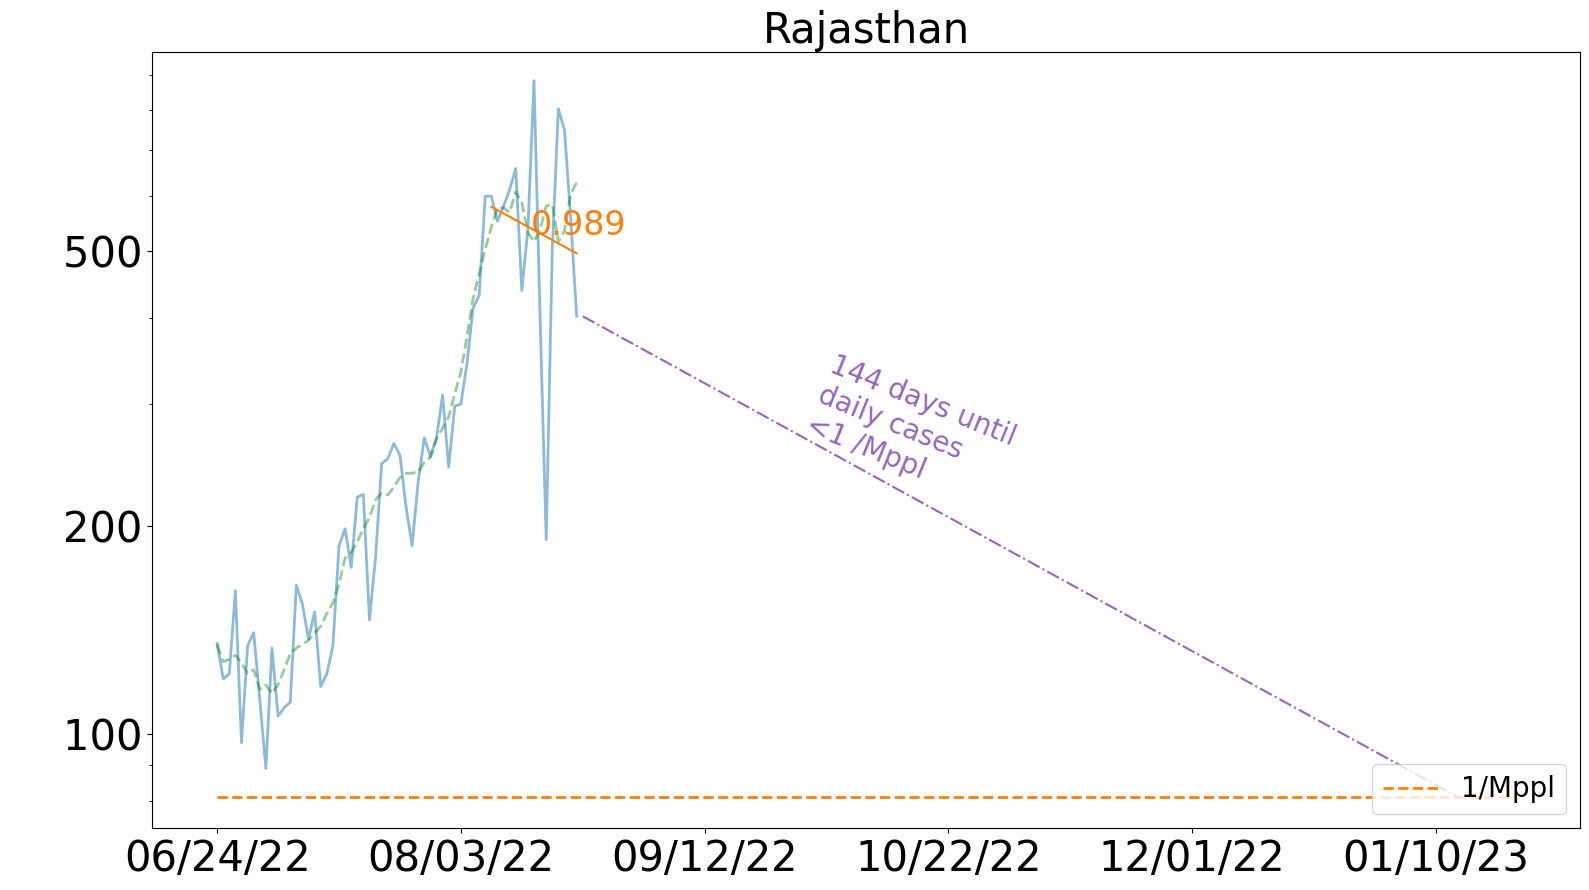 Rajasthan
500
200
100
0.989
144 days until
daily cases
<1 /Mppl
1/Mppl
06/24/22
08/03/22
09/12/22
10/22/22
12/01/22
01/10/23